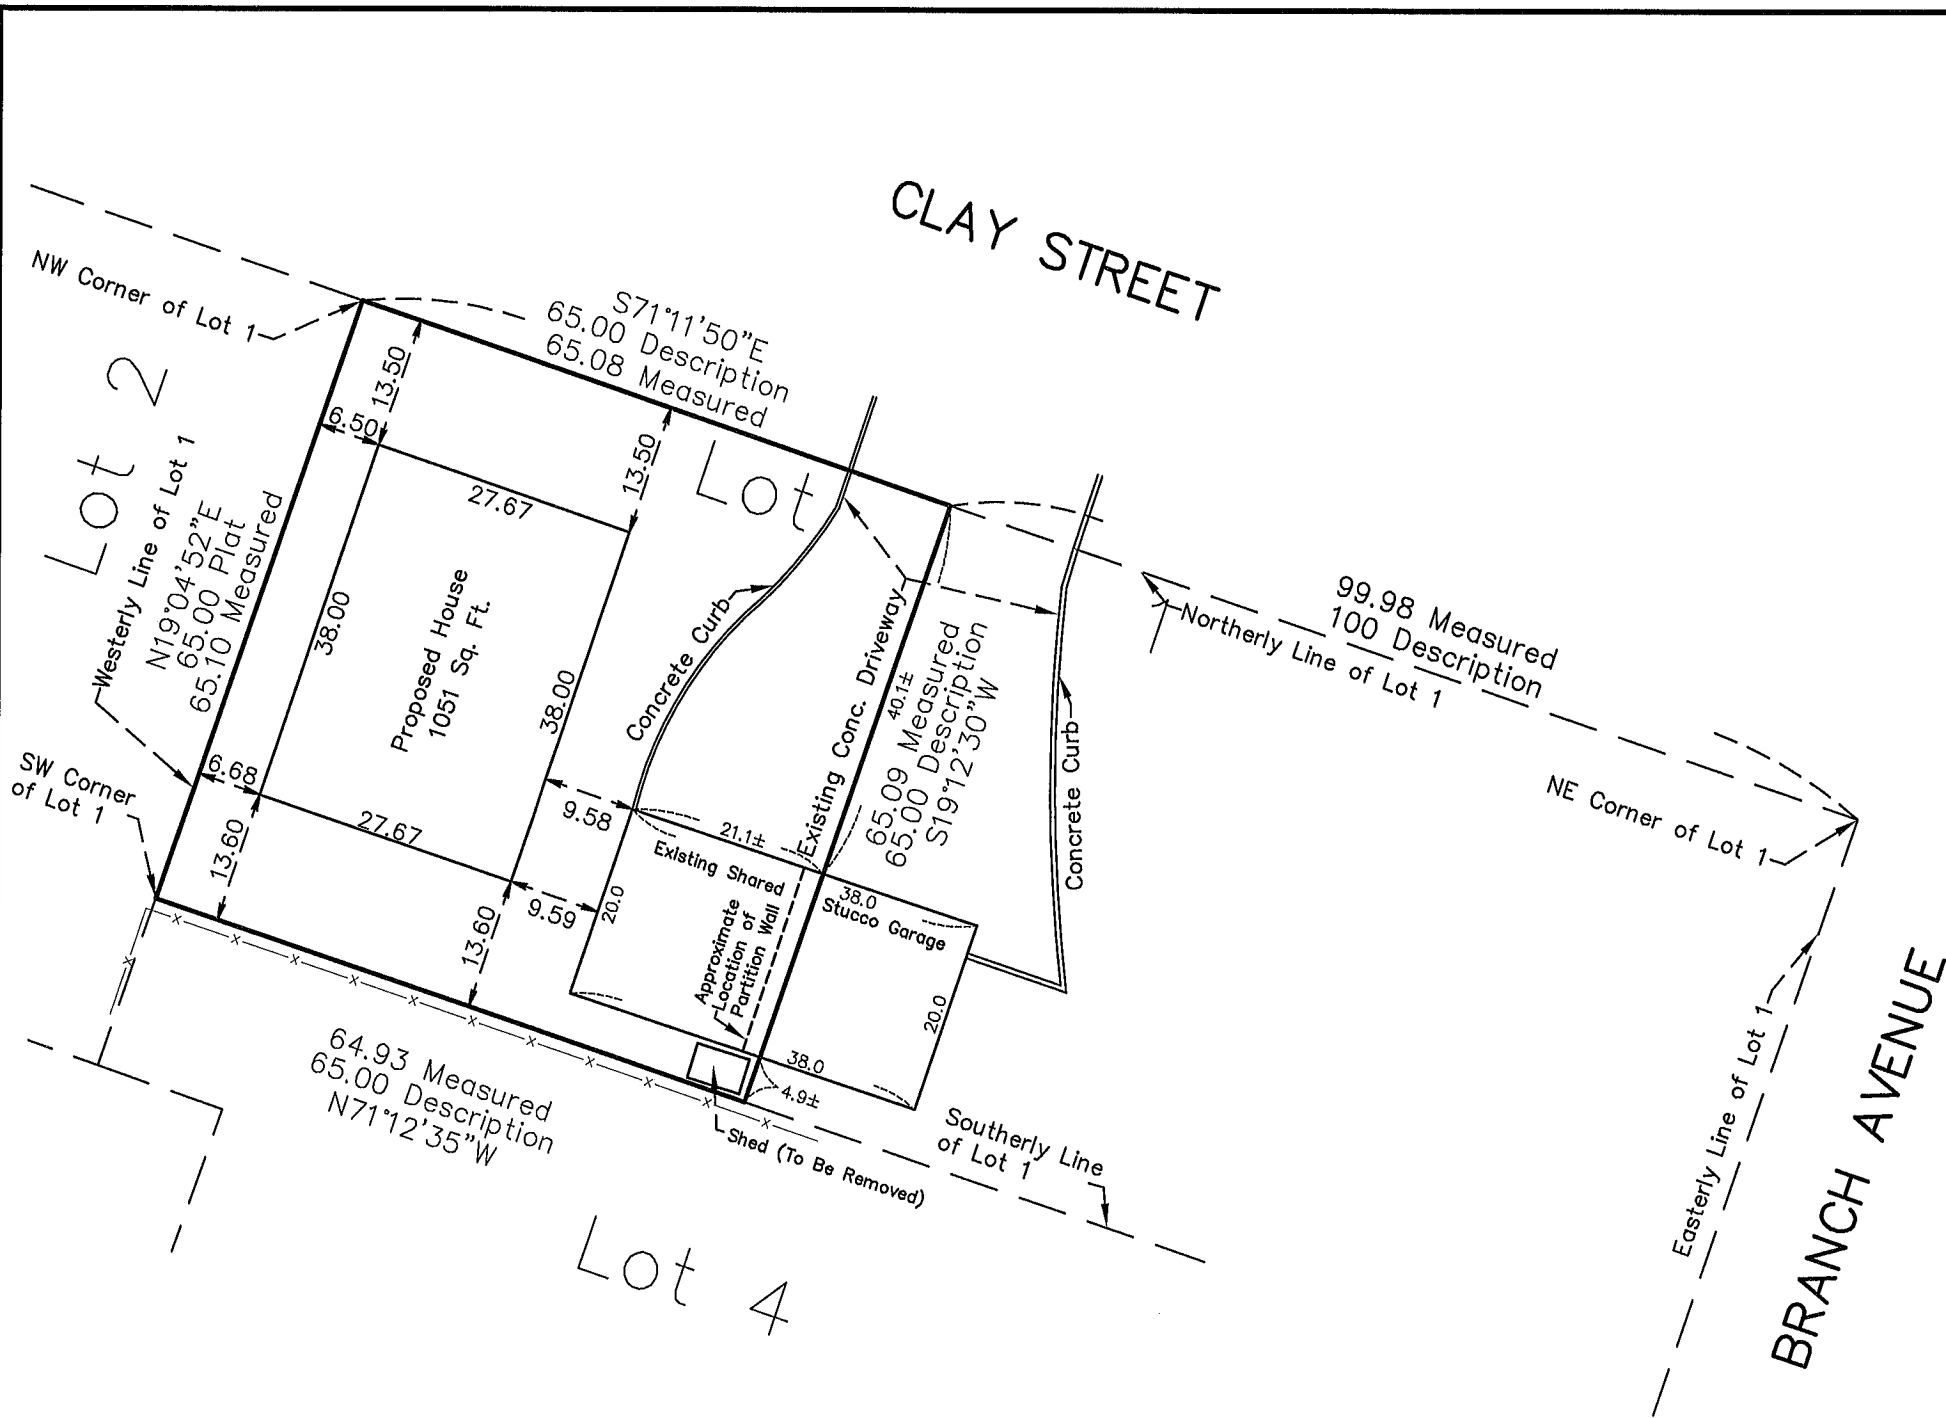 CLAY STREET
NW Corner of Lot 1
S71°11'50"E
65.00 Description
65.08 Measured
Lot 2
Westerly Line of Lot 1
N19°04'52"E
65.00 Plat
65.10 Measured
13.50
6.50
27.67
13.50
Lot
38.00
Proposed House
1051 Sq. Ft.
38.00
Concrete Curb
Existing Conc. Driveway
40.1±
65.09 Measured
65.00 Description
S19°12'30"W
Concrete Curb
Northerly Line of Lot 1
99.98 Measured
100 Description
NE Corner of Lot 1
SW Corner
of Lot 1
6.68
13.60
27.67
9.58
9.59
13.60
21.1±
Existing Shared
38.0
Stucco Garage
20.0
Approximate
Location of
Partition Wall
20.0
38.0
4.9±
Shed (To Be Removed)
64.93 Measured
65.00 Description
N71°12'35"W
Southerly Line
of Lot 1
Lot 4
Easterly Line of Lot 1
BRANCH AVENUE